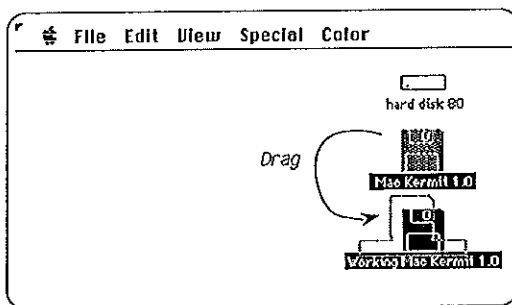 File Edit View Special Color
hard disk 80
Drag
Mac Kermit 1.0
Working Mac Kermit 1.0